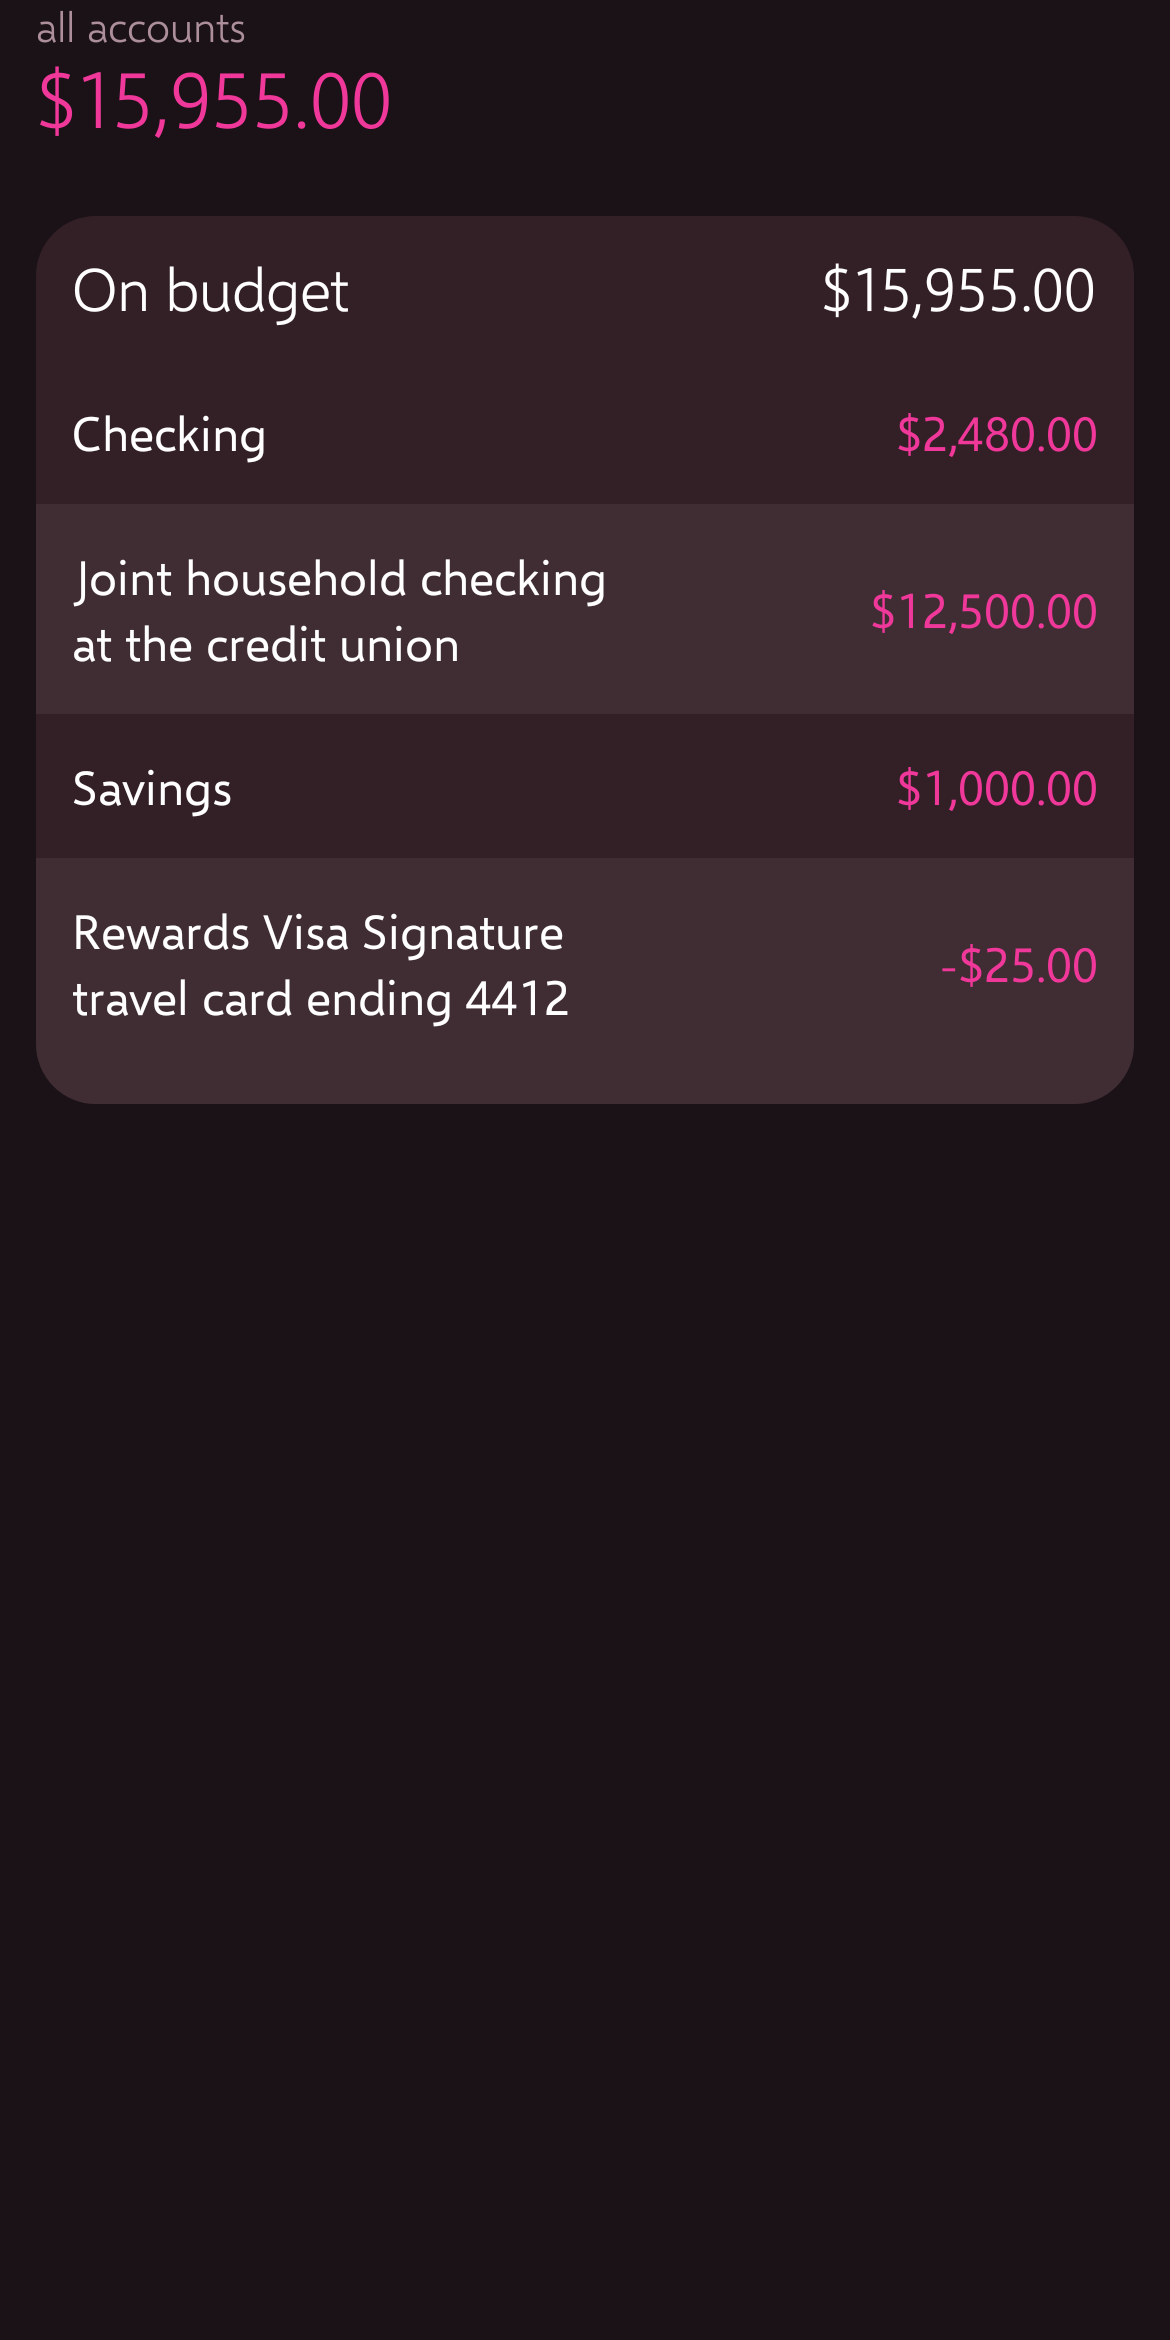 all accounts
$15,955.00
On budget $15,955.00
Checking $2,480.00
Joint household checking
at the credit union
$12,500.00
Savings $1,000.00
Rewards Visa Signature
travel card ending 4412
-$25.00